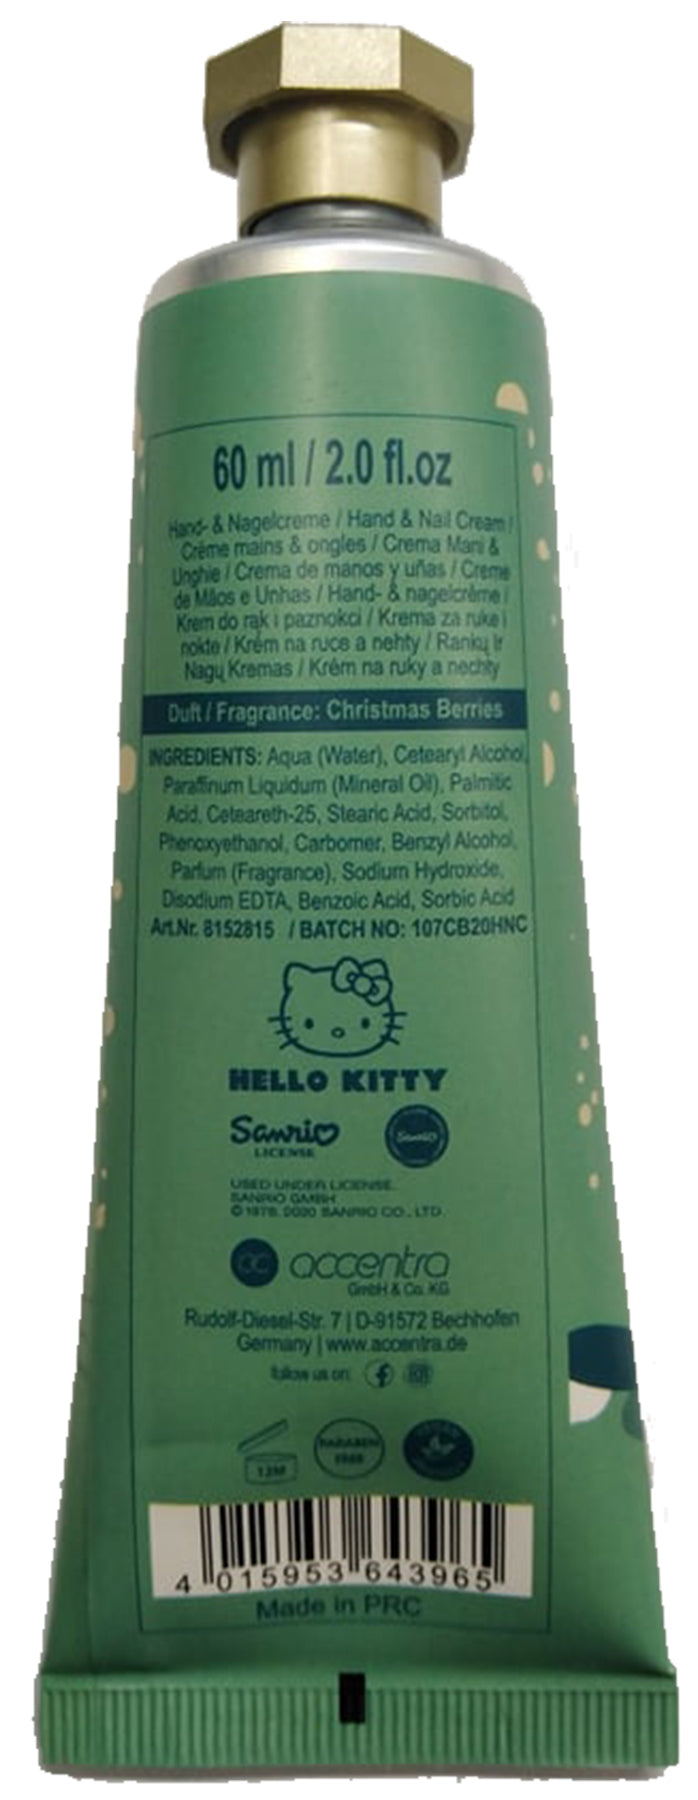 60 ml / 2.0 fl.oz
Hand- & Nagelcreme / Hand & Nail Cream /
Crème mains & ongles / Crema Mani &
Unghie / Crema de manos y uñas / Creme
de Mãos e Unhas / Hand- & nagelcrème /
Krem do rąk i paznokci / Krema za ruke i
nokte / Krém na ruce a nehty / Rankų Ir
Nagų Kremas / Krém na ruky a nechty
Duft / Fragrance: Christmas Berries
INGREDIENTS: Aqua (Water), Cetearyl Alcohol,
Paraffinum Liquidum (Mineral Oil), Palmitic
Acid, Ceteareth-25, Stearic Acid, Sorbitol,
Phenoxyethanol, Carbomer, Benzyl Alcohol,
Parfum (Fragrance), Sodium Hydroxide,
Disodium EDTA, Benzoic Acid, Sorbic Acid
Art.Nr. 8152815 / BATCH NO: 107CB20HNC
HELLO KITTY
Sanrio Sanrio
LICENSE
USED UNDER LICENSE.
SANRIO GMBH
© 1976, 2020 SANRIO CO., LTD.
CC accentra
GmbH & Co. KG
Rudolf-Diesel-Str. 7 | D-91572 Bechhofen
Germany | www.accentra.de
follow us on:
12M PARABEN
FREE
4 015953 643965
Made in PRC